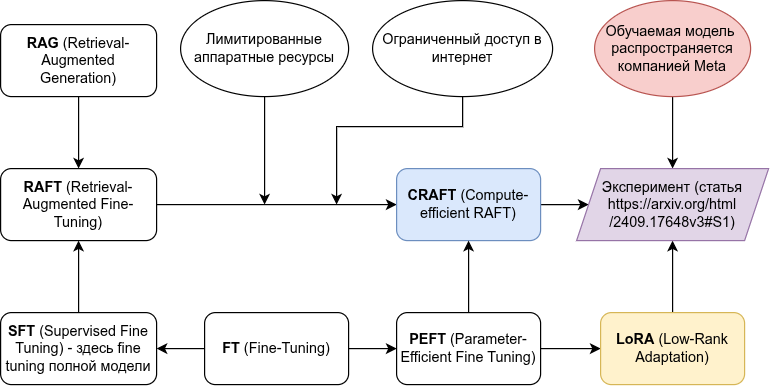 RAG (Retrieval-
Augmented
Generation)
Лимитированные
аппаратные ресурсы
Ограниченный доступ в
интернет
Обучаемая модель
распространяется
компанией Meta
RAFT (Retrieval-
Augmented Fine-
Tuning)
CRAFT (Compute-
efficient RAFT)
Эксперимент (статья
https://arxiv.org/html
/2409.17648v3#S1)
SFT (Supervised Fine
Tuning) - здесь fine
tuning полной модели
FT (Fine-Tuning)
PEFT (Parameter-
Efficient Fine Tuning)
LoRA (Low-Rank
Adaptation)